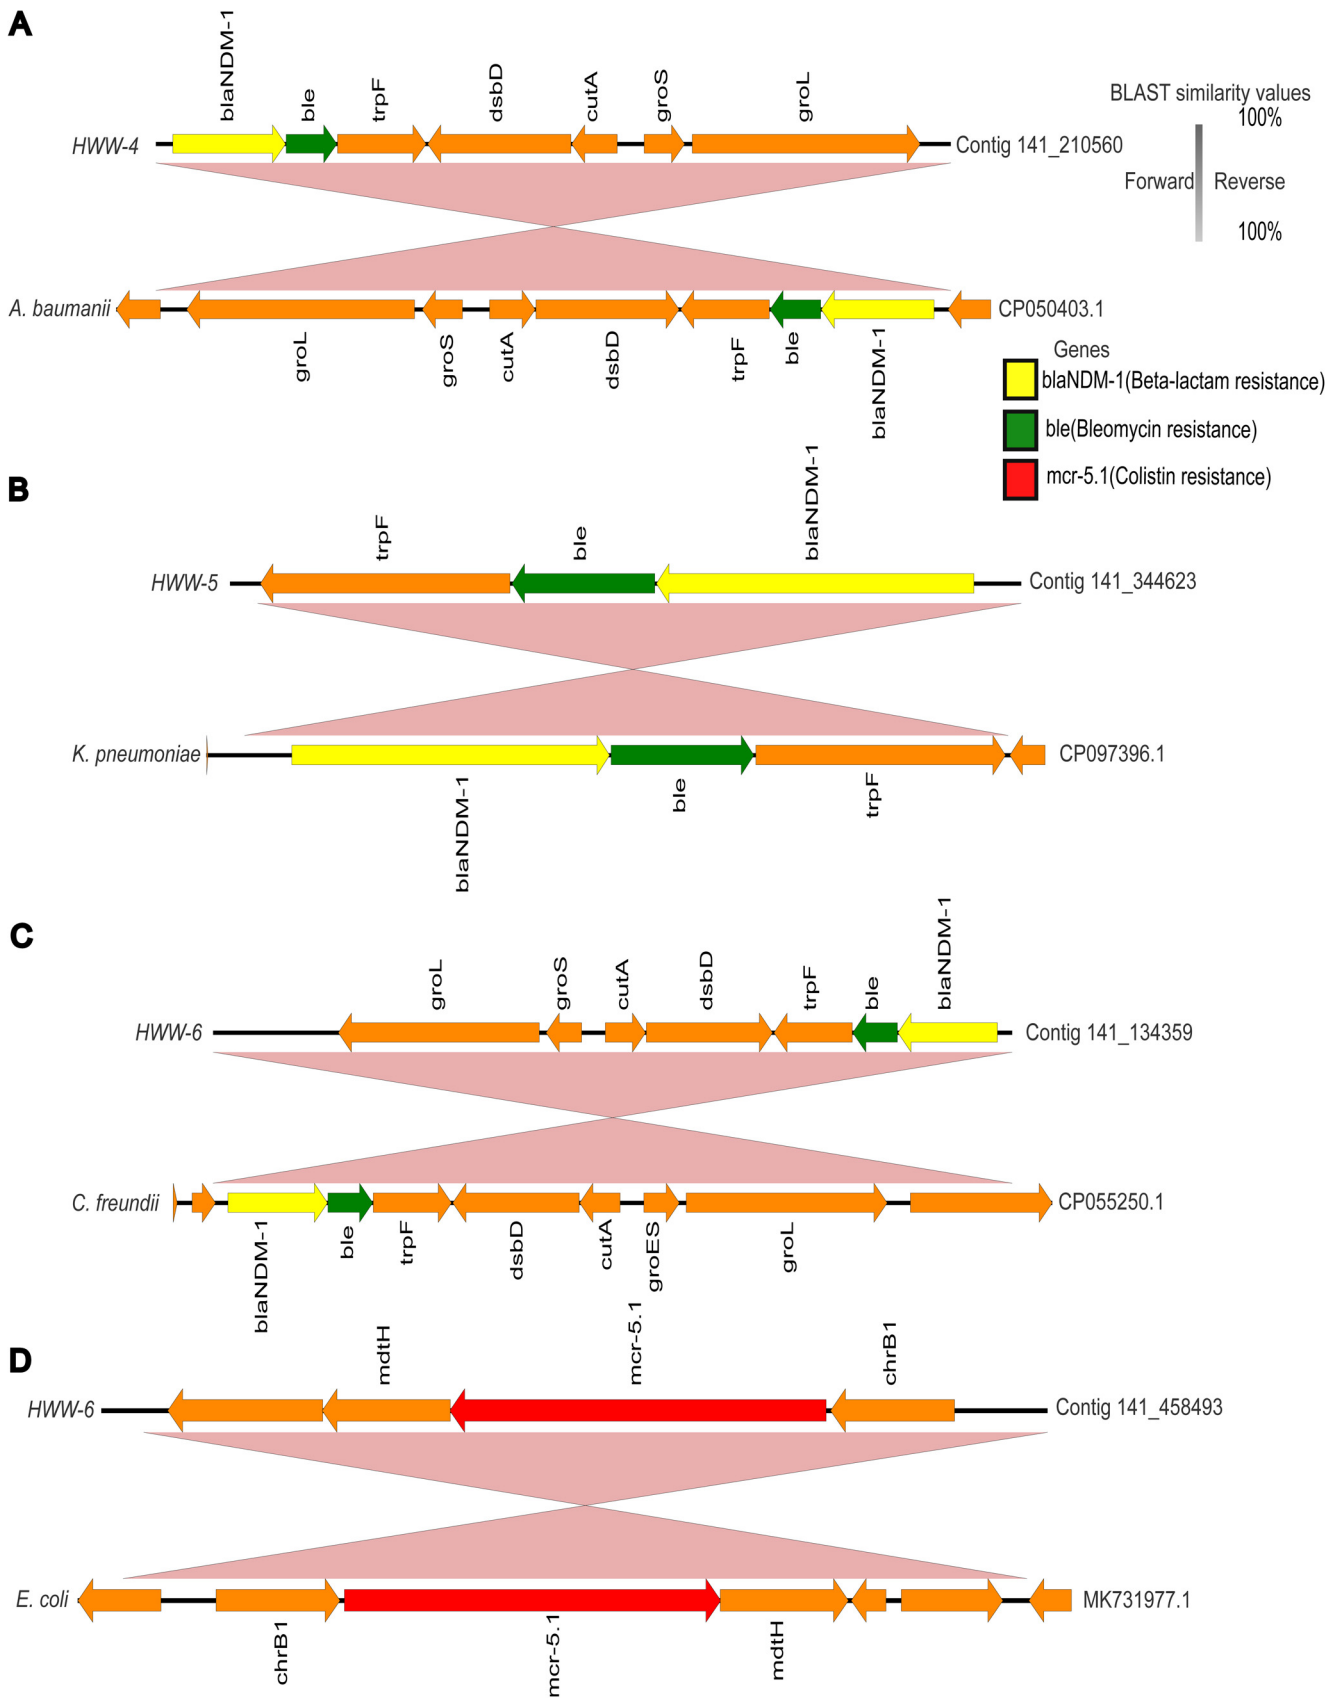 A
blaNDM-1 ble trpF dsbD cutA groS groL
BLAST similarity values
100%
HWW-4 Contig 141_210560
Forward Reverse
100%
A. baumanii CP050403.1
groL groS cutA dsbD trpF ble blaNDM-1
Genes
blaNDM-1(Beta-lactam resistance)
ble(Bleomycin resistance)
mcr-5.1(Colistin resistance)
B
trpF ble blaNDM-1
HWW-5 Contig 141_344623
K. pneumoniae CP097396.1
blaNDM-1 ble trpF
C
groL groS cutA dsbD trpF ble blaNDM-1
HWW-6 Contig 141_134359
C. freundii CP055250.1
blaNDM-1 ble trpF dsbD cutA groES groL
D
mdtH mcr-5.1 chrB1
HWW-6 Contig 141_458493
E. coli MK731977.1
chrB1 mcr-5.1 mdtH